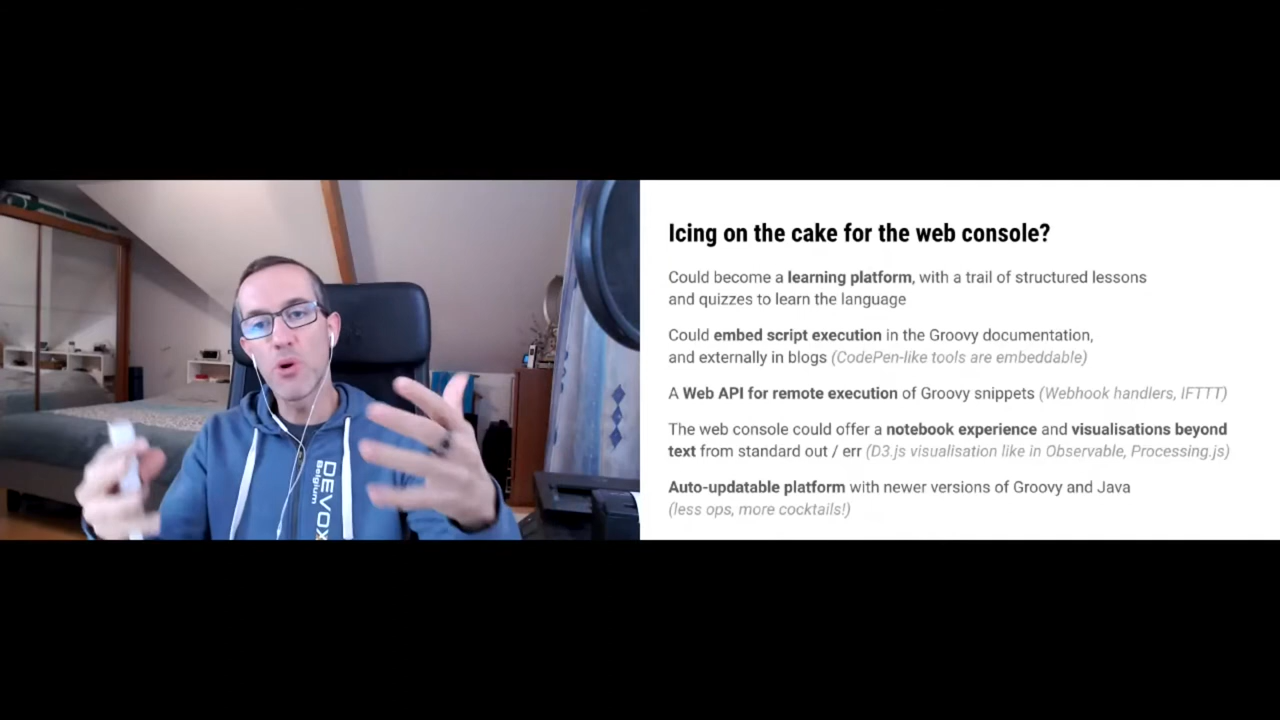 DEVOX
Belgium
Icing on the cake for the web console?
Could become a learning platform, with a trail of structured lessons
and quizzes to learn the language
Could embed script execution in the Groovy documentation,
and externally in blogs (CodePen-like tools are embeddable)
A Web API for remote execution of Groovy snippets (Webhook handlers, IFTTT)
The web console could offer a notebook experience and visualisations beyond
text from standard out / err (D3.js visualisation like in Observable, Processing.js)
Auto-updatable platform with newer versions of Groovy and Java
(less ops, more cocktails!)